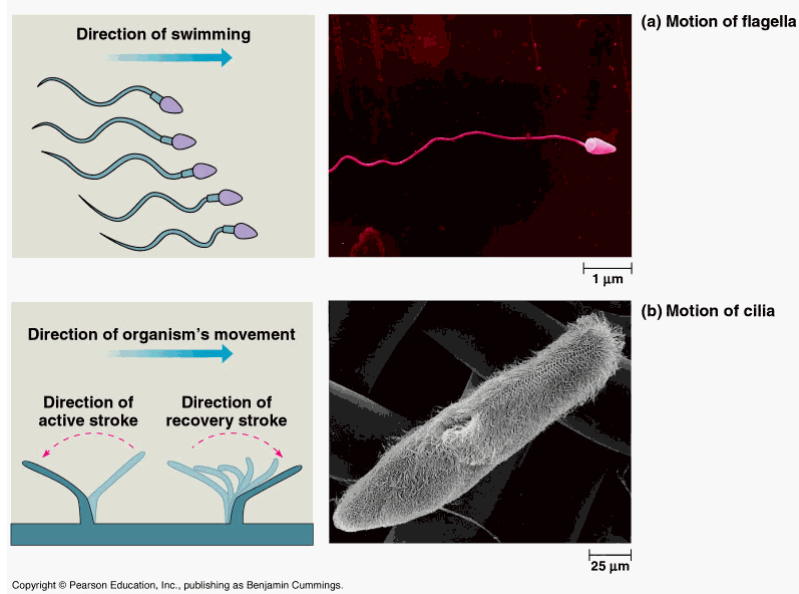 Direction of swimming
(a) Motion of flagella
1 µm
Direction of organism's movement
(b) Motion of cilia
Direction of
active stroke
Direction of
recovery stroke
25 µm
Copyright © Pearson Education, Inc., publishing as Benjamin Cummings.